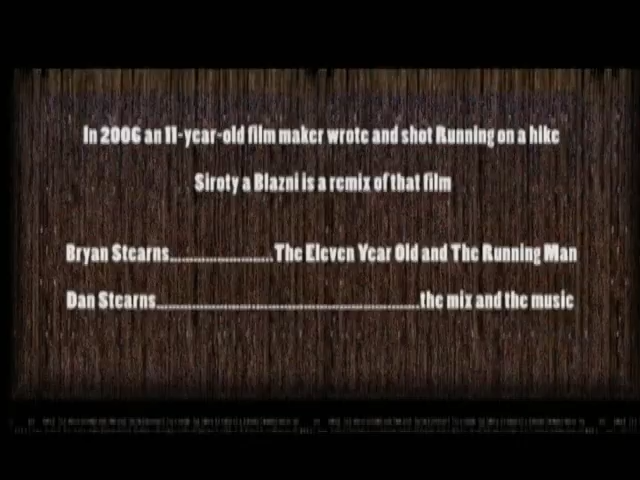 In 2006 an 11-year-old film maker wrote and shot Running on a hike
Siroty a Blazni is a remix of that film
Bryan Stearns........................The Eleven Year Old and The Running Man
Dan Stearns..............................................................the mix and the music